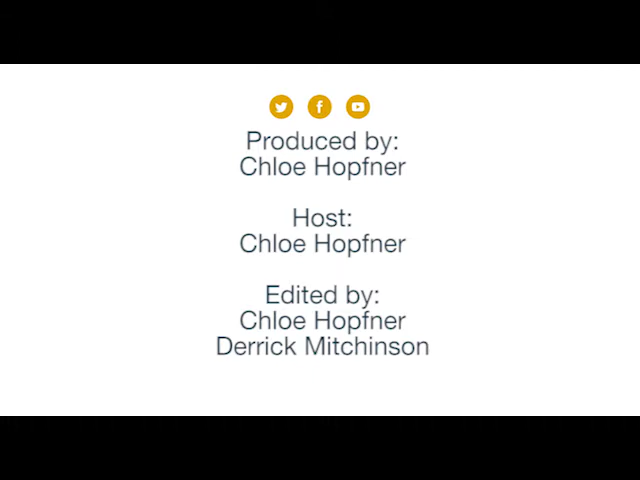 Produced by:
Chloe Hopfner
Host:
Chloe Hopfner
Edited by:
Chloe Hopfner
Derrick Mitchinson